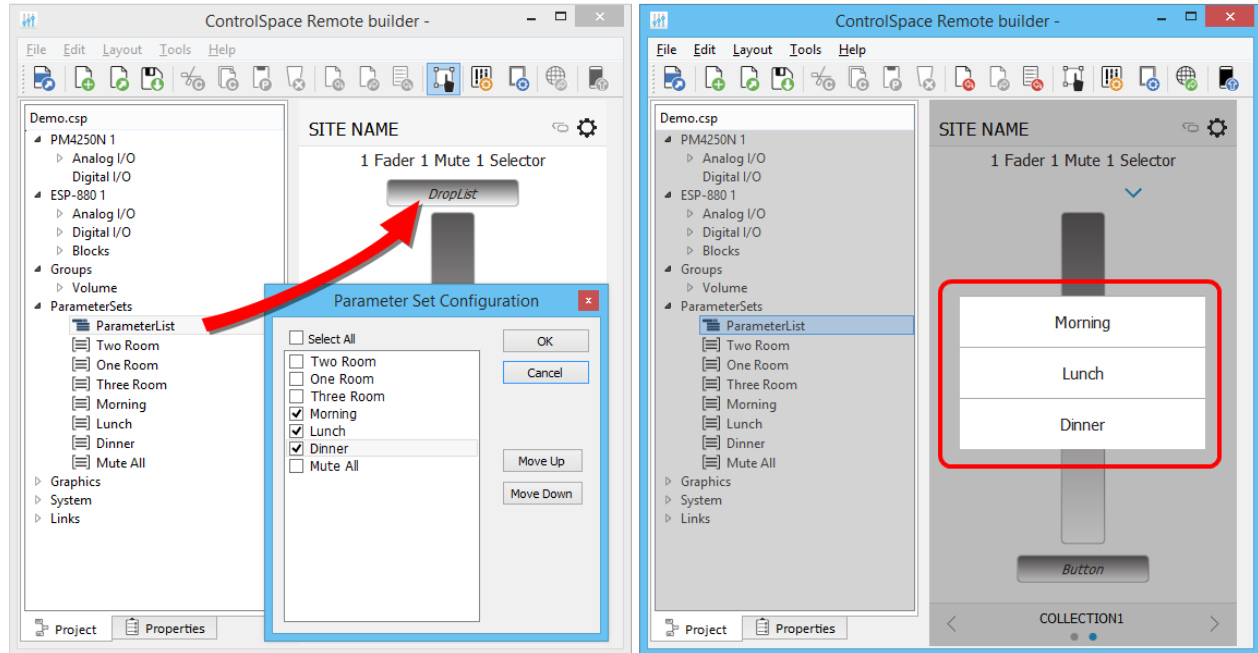 ControlSpace Remote builder -
File Edit Layout Tools Help
Demo.csp
PM4250N 1
Analog I/O
Digital I/O
ESP-880 1
Analog I/O
Digital I/O
Blocks
Groups
Volume
ParameterSets
ParameterList
Two Room
One Room
Three Room
Morning
Lunch
Dinner
Mute All
Graphics
System
Links
Project Properties
SITE NAME
1 Fader 1 Mute 1 Selector
DropList
Parameter Set Configuration
Select All
Two Room
One Room
Three Room
Morning
Lunch
Dinner
Mute All
OK
Cancel
Move Up
Move Down
ControlSpace Remote builder -
File Edit Layout Tools Help
Demo.csp
PM4250N 1
Analog I/O
Digital I/O
ESP-880 1
Analog I/O
Digital I/O
Blocks
Groups
Volume
ParameterSets
ParameterList
Two Room
One Room
Three Room
Morning
Lunch
Dinner
Mute All
Graphics
System
Links
Project Properties
SITE NAME
1 Fader 1 Mute 1 Selector
Morning
Lunch
Dinner
Button
COLLECTION1